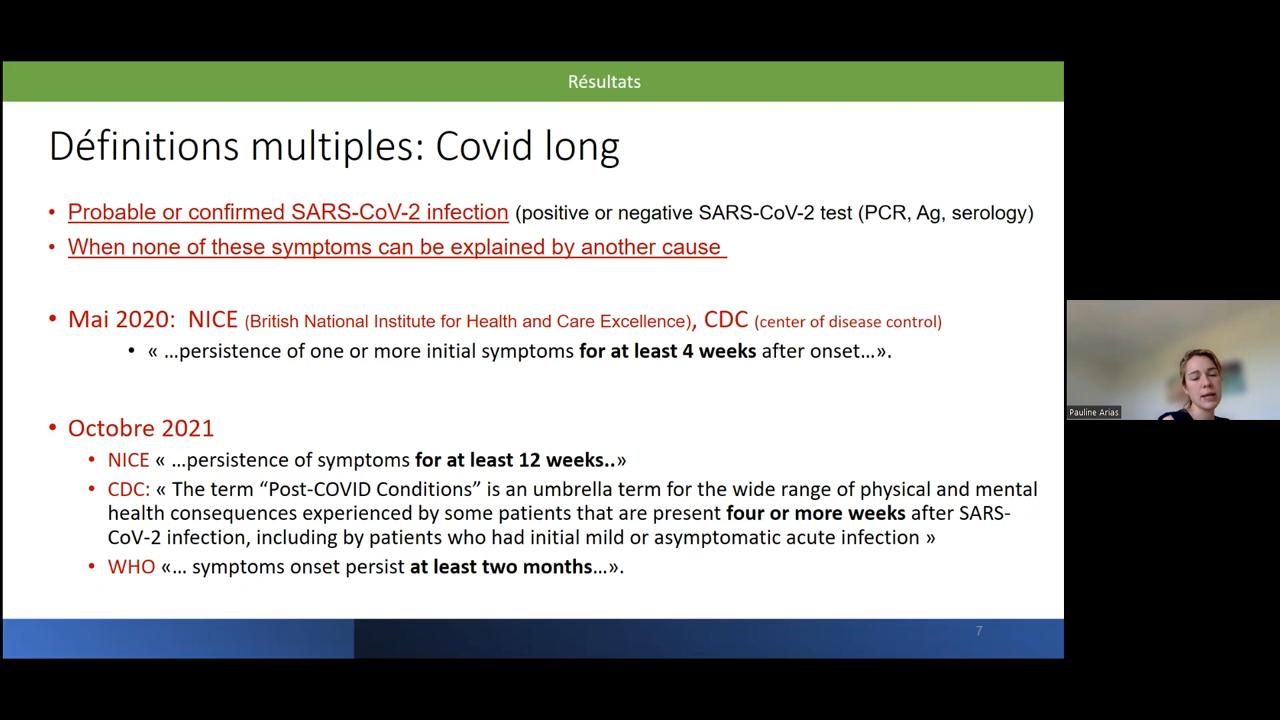 Résultats
Définitions multiples: Covid long
• Probable or confirmed SARS-CoV-2 infection (positive or negative SARS-CoV-2 test (PCR, Ag, serology)
• When none of these symptoms can be explained by another cause
• Mai 2020: NICE (British National Institute for Health and Care Excellence), CDC (center of disease control)
• « …persistence of one or more initial symptoms for at least 4 weeks after onset…».
• Octobre 2021
• NICE « …persistence of symptoms for at least 12 weeks..»
• CDC: « The term “Post-COVID Conditions” is an umbrella term for the wide range of physical and mental
health consequences experienced by some patients that are present four or more weeks after SARS-
CoV-2 infection, including by patients who had initial mild or asymptomatic acute infection »
• WHO «… symptoms onset persist at least two months…».
7
Pauline Arias